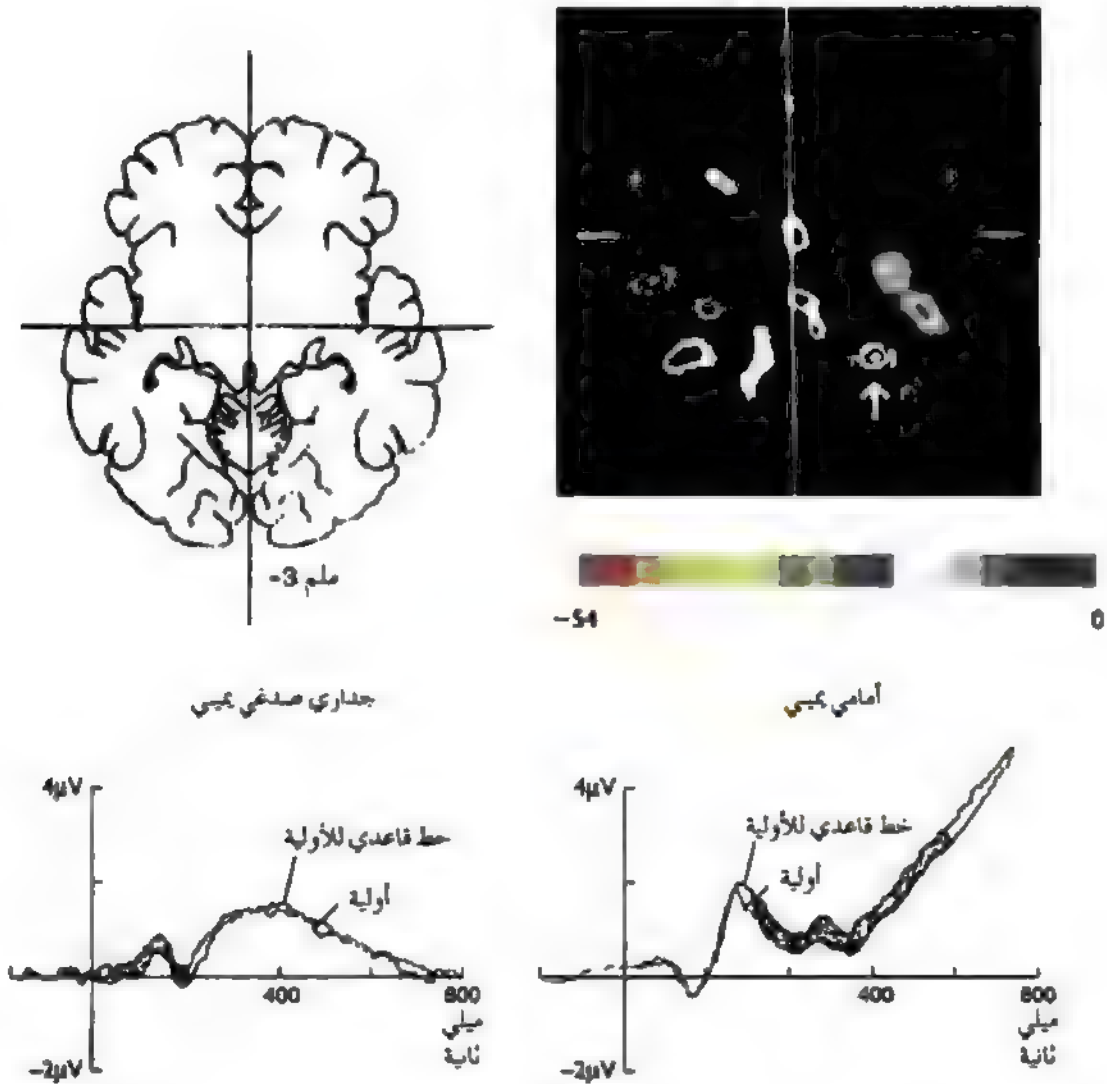 ملم 3-
−54
0
جداري صدغي يميني
أمامي يميني
4μV
خط قاعدي للأولية
أولية
400
800
ميلي
ثانية
−2μV
4μV
خط قاعدي للأولية
أولية
400
800
ميلي
ثانية
−2μV